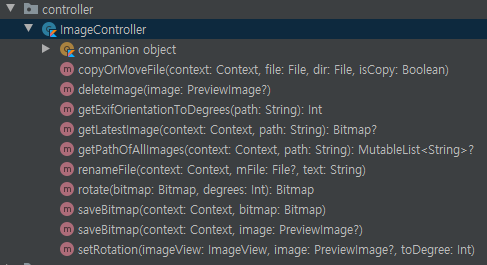 controller
ImageController
companion object
copyOrMoveFile(context: Context, file: File, dir: File, isCopy: Boolean)
deleteImage(image: PreviewImage?)
getExifOrientationToDegrees(path: String): Int
getLatestImage(context: Context, path: String): Bitmap?
getPathOfAllImages(context: Context, path: String): MutableList<String>?
renameFile(context: Context, mFile: File?, text: String)
rotate(bitmap: Bitmap, degrees: Int): Bitmap
saveBitmap(context: Context, bitmap: Bitmap)
saveBitmap(context: Context, image: PreviewImage?)
setRotation(imageView: ImageView, image: PreviewImage?, toDegree: Int)